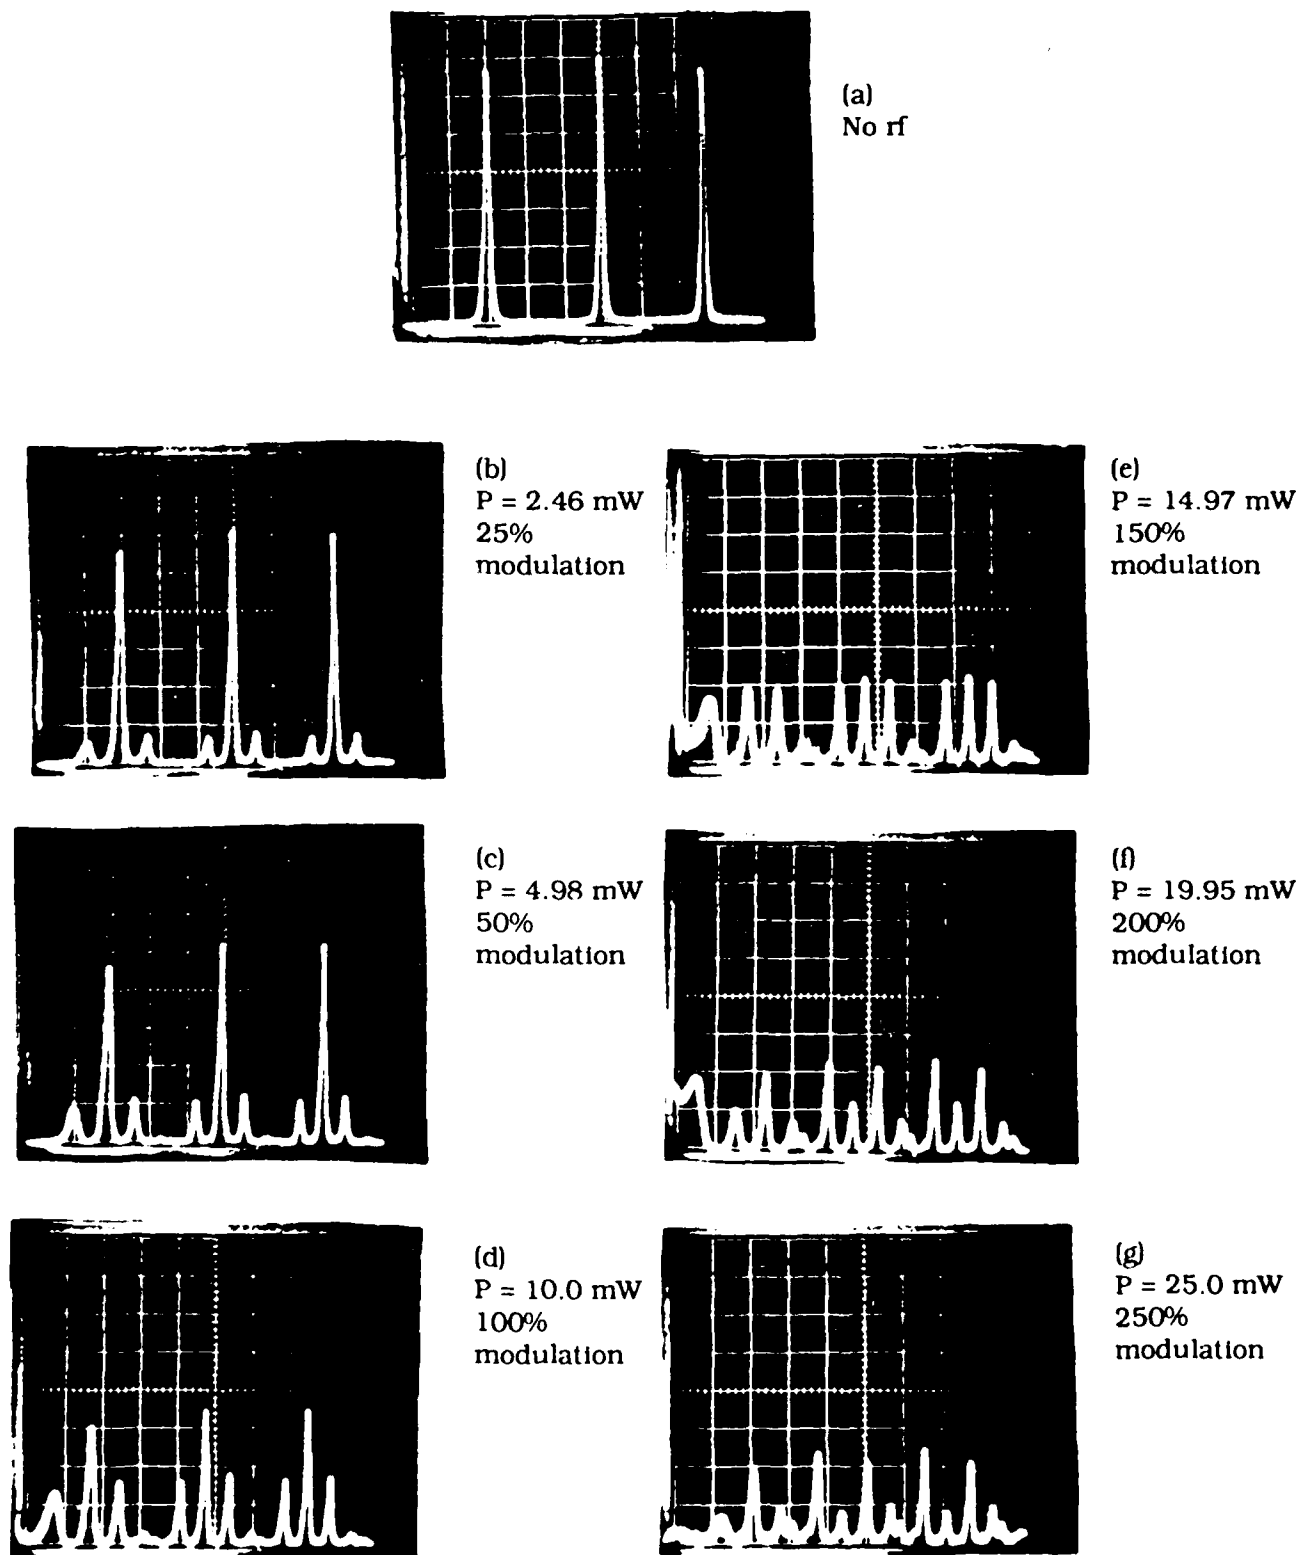 (a)
No rf
(b)
P = 2.46 mW
25%
modulation
(c)
P = 4.98 mW
50%
modulation
(d)
P = 10.0 mW
100%
modulation
(e)
P = 14.97 mW
150%
modulation
(f)
P = 19.95 mW
200%
modulation
(g)
P = 25.0 mW
250%
modulation